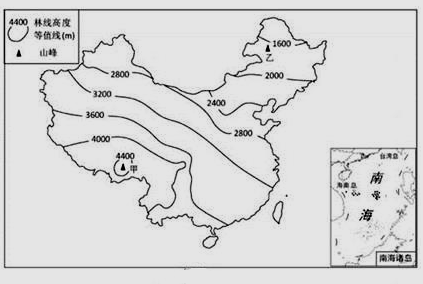 4400 林线高度
等值线(m)
▲ 山峰
1600
乙
2000
2800
2400
3200
3600
2800
4000
4400
甲
台湾岛
海南岛
南
海
南海诸岛